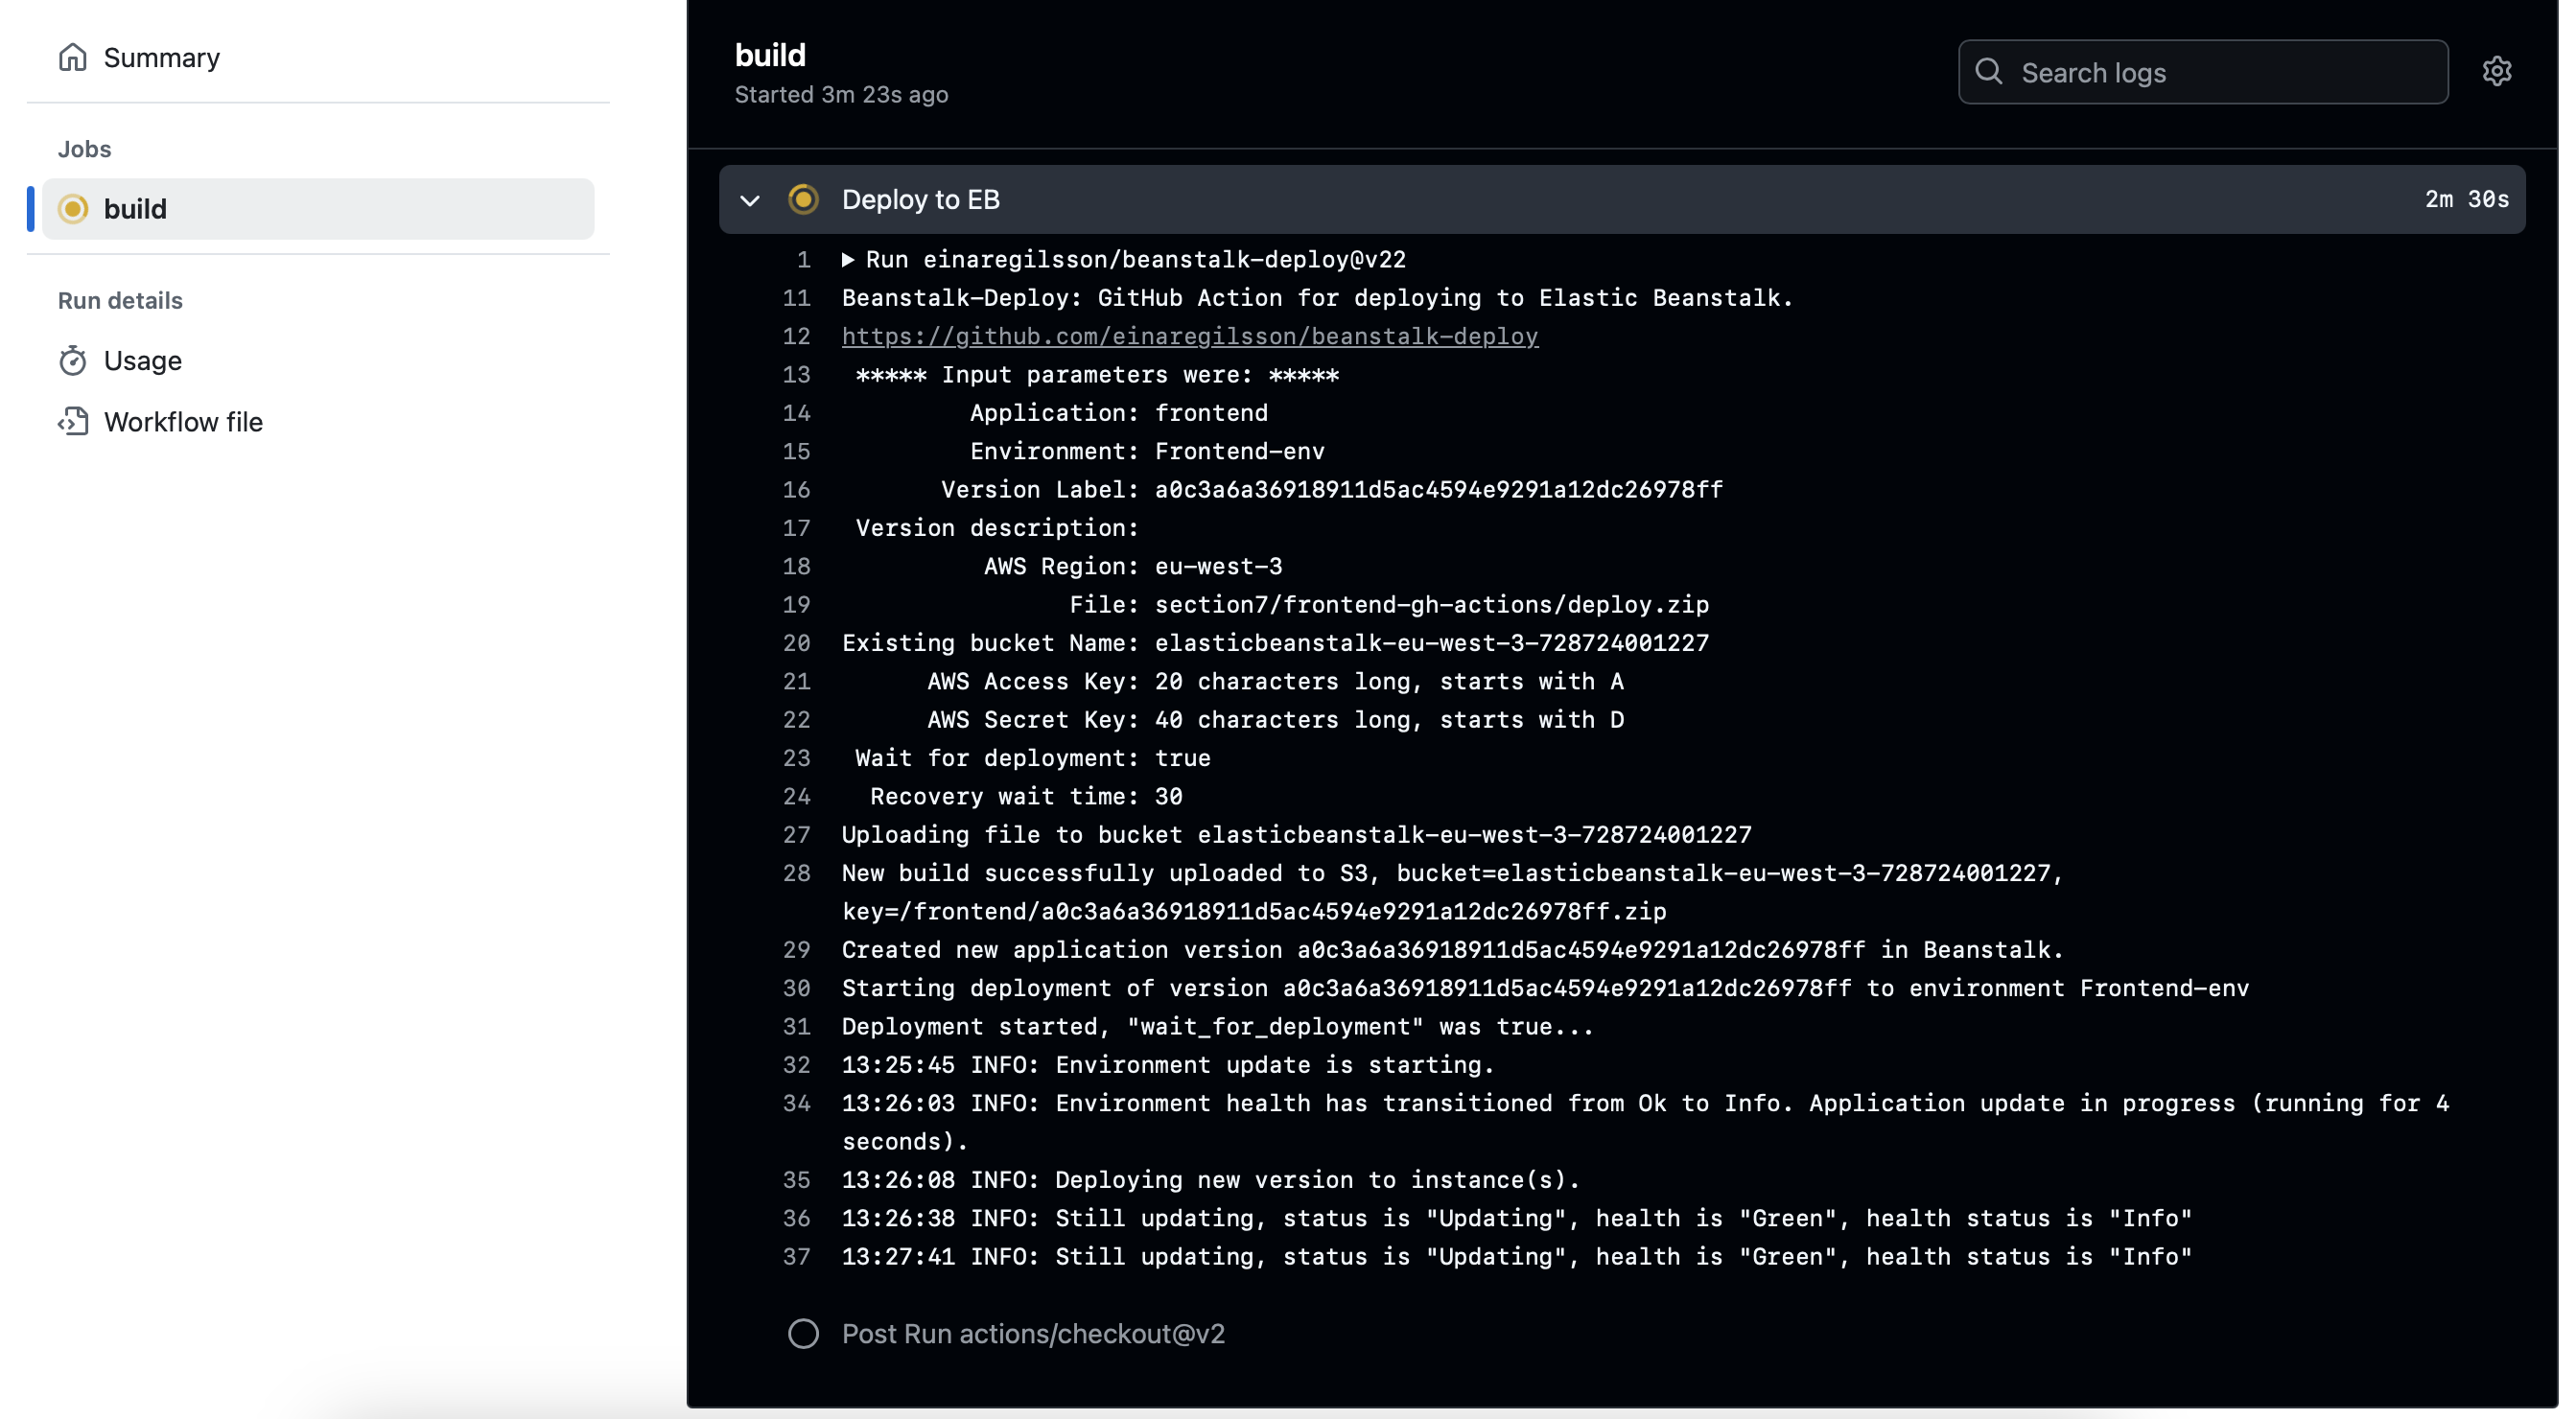 Summary
Jobs
build
Run details
Usage
Workflow file
build
Started 3m 23s ago
Search logs
Deploy to EB 2m 30s
1 Run einaregilsson/beanstalk-deploy@v22
11 Beanstalk-Deploy: GitHub Action for deploying to Elastic Beanstalk.
12 https://github.com/einaregilsson/beanstalk-deploy
13 ***** Input parameters were: *****
14 Application: frontend
15 Environment: Frontend-env
16 Version Label: a0c3a6a36918911d5ac4594e9291a12dc26978ff
17 Version description:
18 AWS Region: eu-west-3
19 File: section7/frontend-gh-actions/deploy.zip
20 Existing bucket Name: elasticbeanstalk-eu-west-3-728724001227
21 AWS Access Key: 20 characters long, starts with A
22 AWS Secret Key: 40 characters long, starts with D
23 Wait for deployment: true
24 Recovery wait time: 30
27 Uploading file to bucket elasticbeanstalk-eu-west-3-728724001227
28 New build successfully uploaded to S3, bucket=elasticbeanstalk-eu-west-3-728724001227,
key=/frontend/a0c3a6a36918911d5ac4594e9291a12dc26978ff.zip
29 Created new application version a0c3a6a36918911d5ac4594e9291a12dc26978ff in Beanstalk.
30 Starting deployment of version a0c3a6a36918911d5ac4594e9291a12dc26978ff to environment Frontend-env
31 Deployment started, "wait_for_deployment" was true...
32 13:25:45 INFO: Environment update is starting.
34 13:26:03 INFO: Environment health has transitioned from Ok to Info. Application update in progress (running for 4
seconds).
35 13:26:08 INFO: Deploying new version to instance(s).
36 13:26:38 INFO: Still updating, status is "Updating", health is "Green", health status is "Info"
37 13:27:41 INFO: Still updating, status is "Updating", health is "Green", health status is "Info"
Post Run actions/checkout@v2